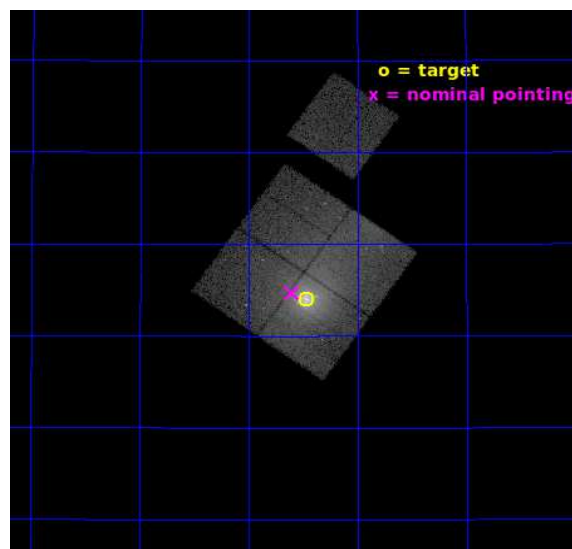 o = target
x = nominal pointing